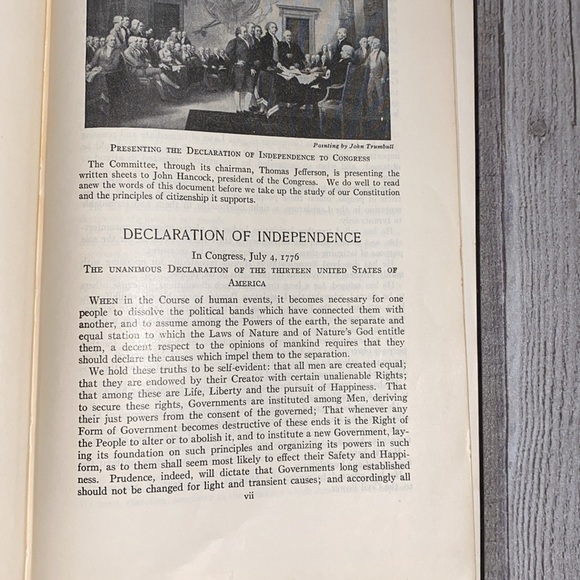 Painting by John Trumbull
Presenting the Declaration of Independence to Congress
The Committee, through its chairman, Thomas Jefferson, is presenting the
written sheets to John Hancock, president of the Congress. We do well to read
anew the words of this document before we take up the study of our Constitution
and the principles of citizenship it supports.
DECLARATION OF INDEPENDENCE
In Congress, July 4, 1776
The unanimous Declaration of the thirteen united States of
America
When in the Course of human events, it becomes necessary for one
people to dissolve the political bands which have connected them with
another, and to assume among the Powers of the earth, the separate and
equal station to which the Laws of Nature and of Nature's God entitle
them, a decent respect to the opinions of mankind requires that they
should declare the causes which impel them to the separation.
We hold these truths to be self-evident: that all men are created equal;
that they are endowed by their Creator with certain unalienable Rights;
that among these are Life, Liberty and the pursuit of Happiness. That
to secure these rights, Governments are instituted among Men, deriving
their just powers from the consent of the governed; That whenever any
Form of Government becomes destructive of these ends it is the Right of
the People to alter or to abolish it, and to institute a new Government, lay-
ing its foundation on such principles and organizing its powers in such
form, as to them shall seem most likely to effect their Safety and Happi-
ness. Prudence, indeed, will dictate that Governments long established
should not be changed for light and transient causes; and accordingly all
vii